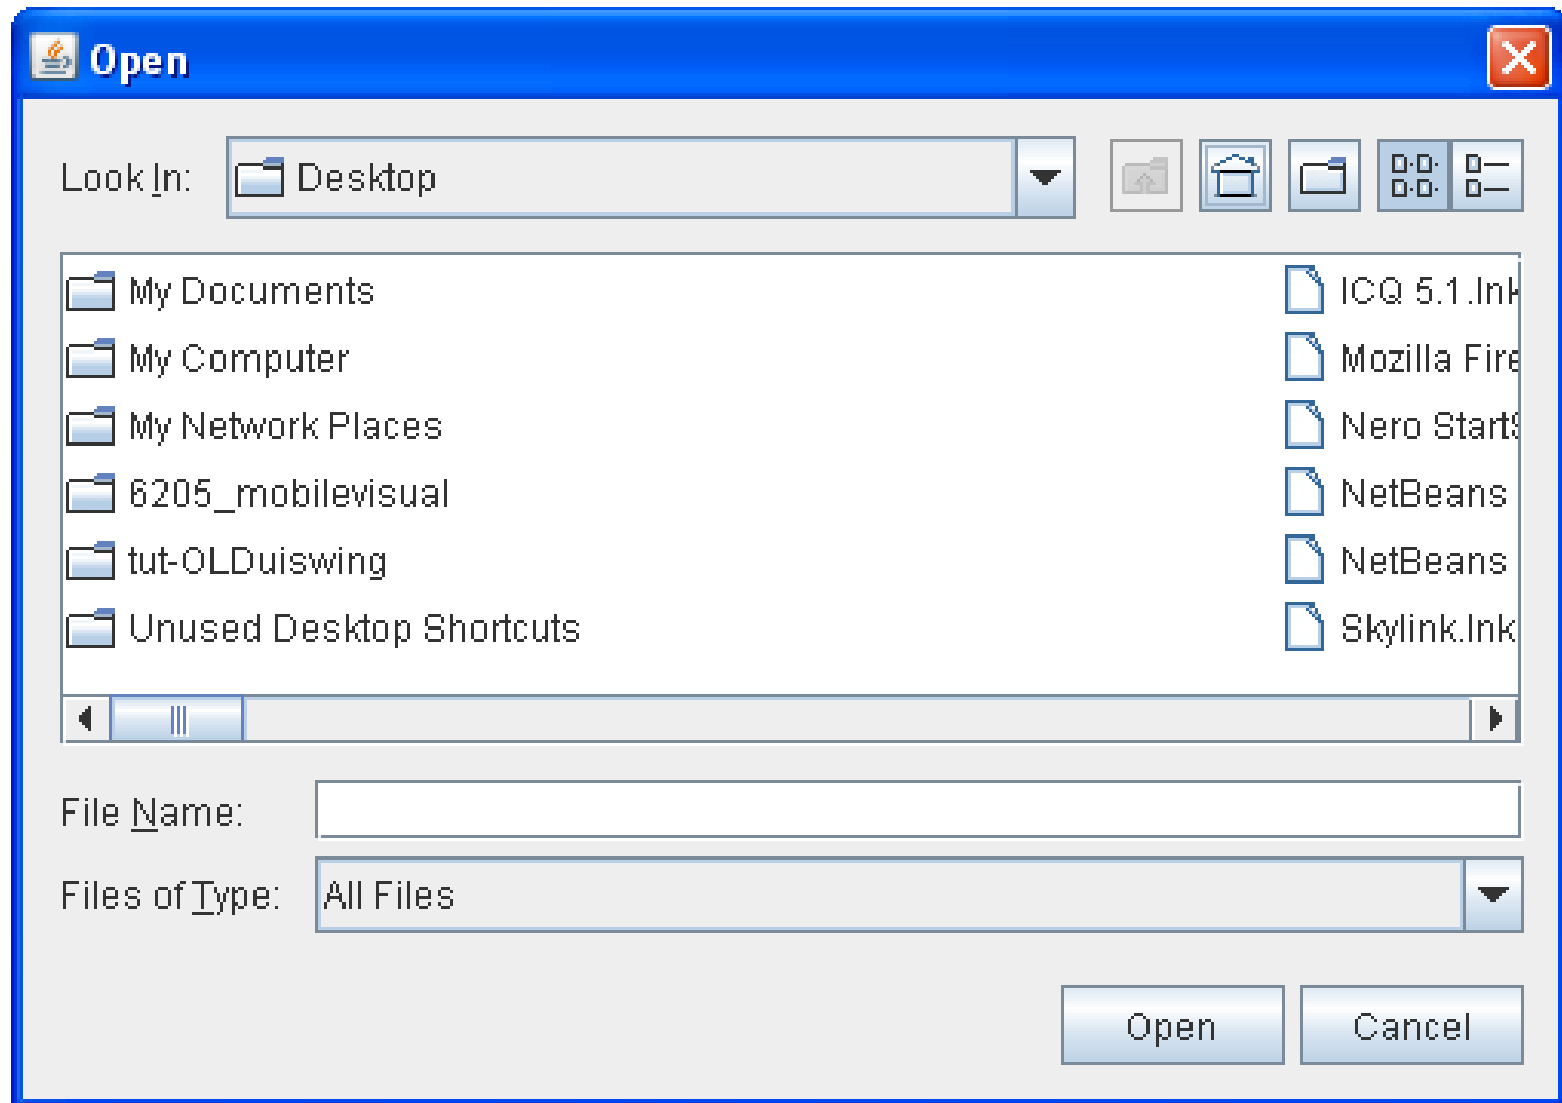 Open
Look In: Desktop
My Documents
My Computer
My Network Places
6205_mobilevisual
tut-OLDuiswing
Unused Desktop Shortcuts
ICQ 5.1.lnk
Mozilla Fire
Nero Start
NetBeans
NetBeans
Skylink.lnk
File Name:
Files of Type: All Files
Open Cancel